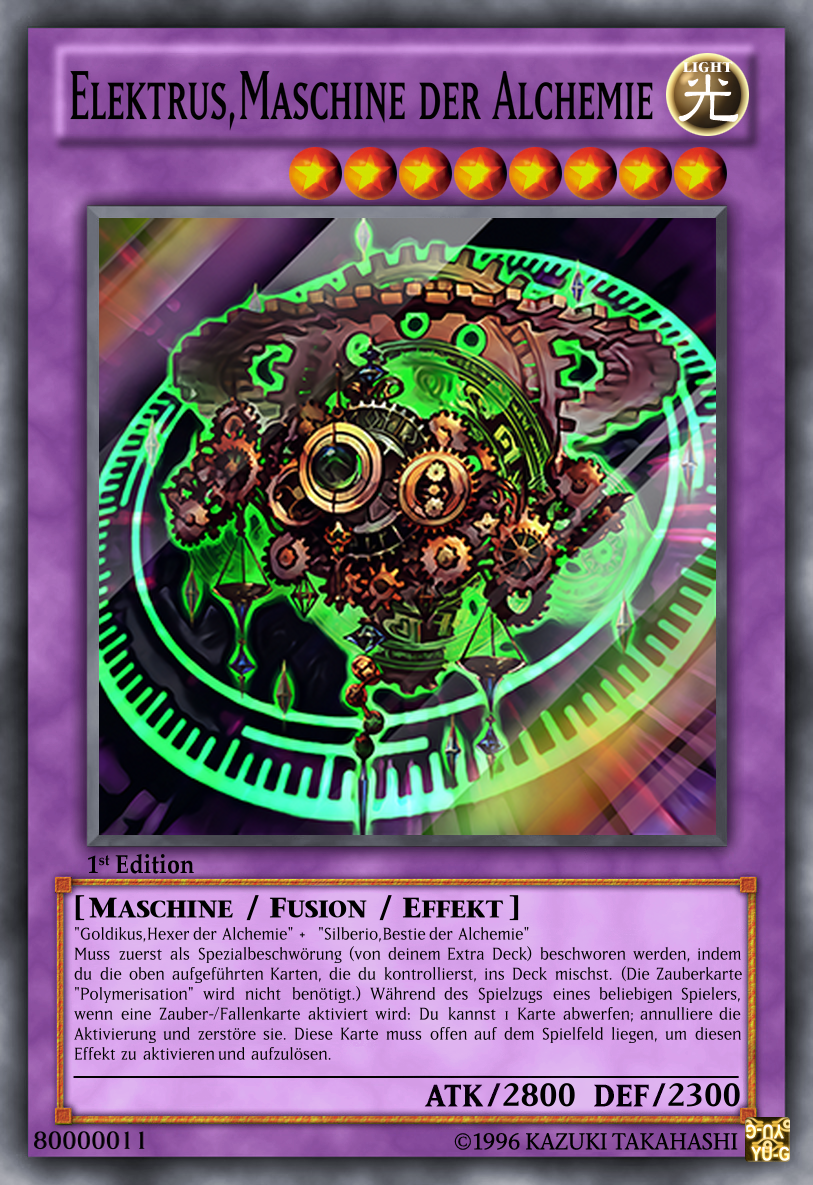 Elektrus,Maschine der Alchemie
LIGHT
光
1st Edition
[ Maschine / Fusion / Effekt ]
"Goldikus,Hexer der Alchemie" + "Silberio,Bestie der Alchemie"
Muss zuerst als Spezialbeschwörung (von deinem Extra Deck) beschworen werden, indem
du die oben aufgeführten Karten, die du kontrollierst, ins Deck mischst. (Die Zauberkarte
"Polymerisation" wird nicht benötigt.) Während des Spielzugs eines beliebigen Spielers,
wenn eine Zauber-/Fallenkarte aktiviert wird: Du kannst 1 Karte abwerfen; annulliere die
Aktivierung und zerstöre sie. Diese Karte muss offen auf dem Spielfeld liegen, um diesen
Effekt zu aktivieren und aufzulösen.
ATK/2800 DEF/2300
80000011
©1996 KAZUKI TAKAHASHI